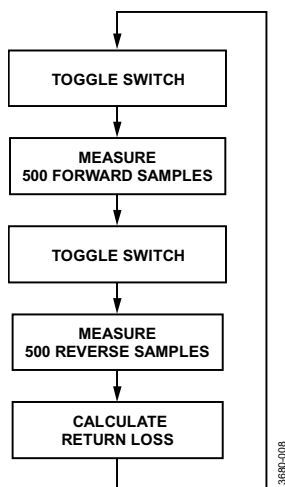 TOGGLE SWITCH
MEASURE
500 FORWARD SAMPLES
TOGGLE SWITCH
MEASURE
500 REVERSE SAMPLES
CALCULATE
RETURN LOSS
3680-008